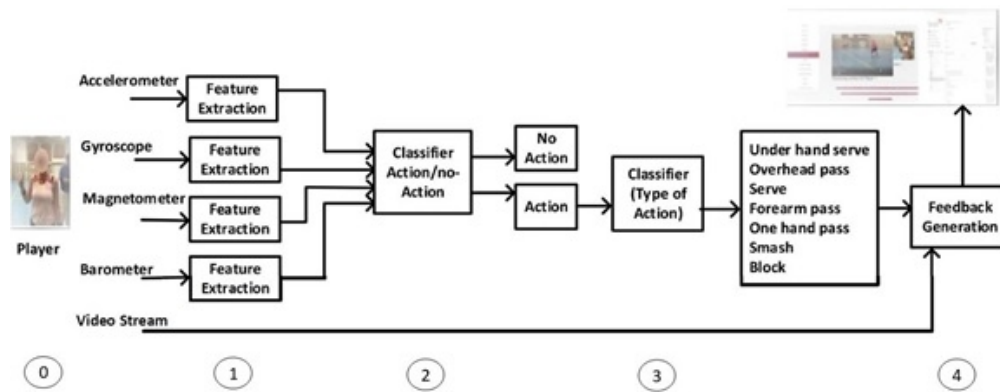 Accelerometer
Feature
Extraction
Gyroscope
Feature
Extraction
Magnetometer
Feature
Extraction
Barometer
Feature
Extraction
Video Stream
Player
Classifier
Action/no-
Action
No
Action
Action
Classifier
(Type of
Action)
Under hand serve
Overhead pass
Serve
Forearm pass
One hand pass
Smash
Block
Feedback
Generation
0
1
2
3
4